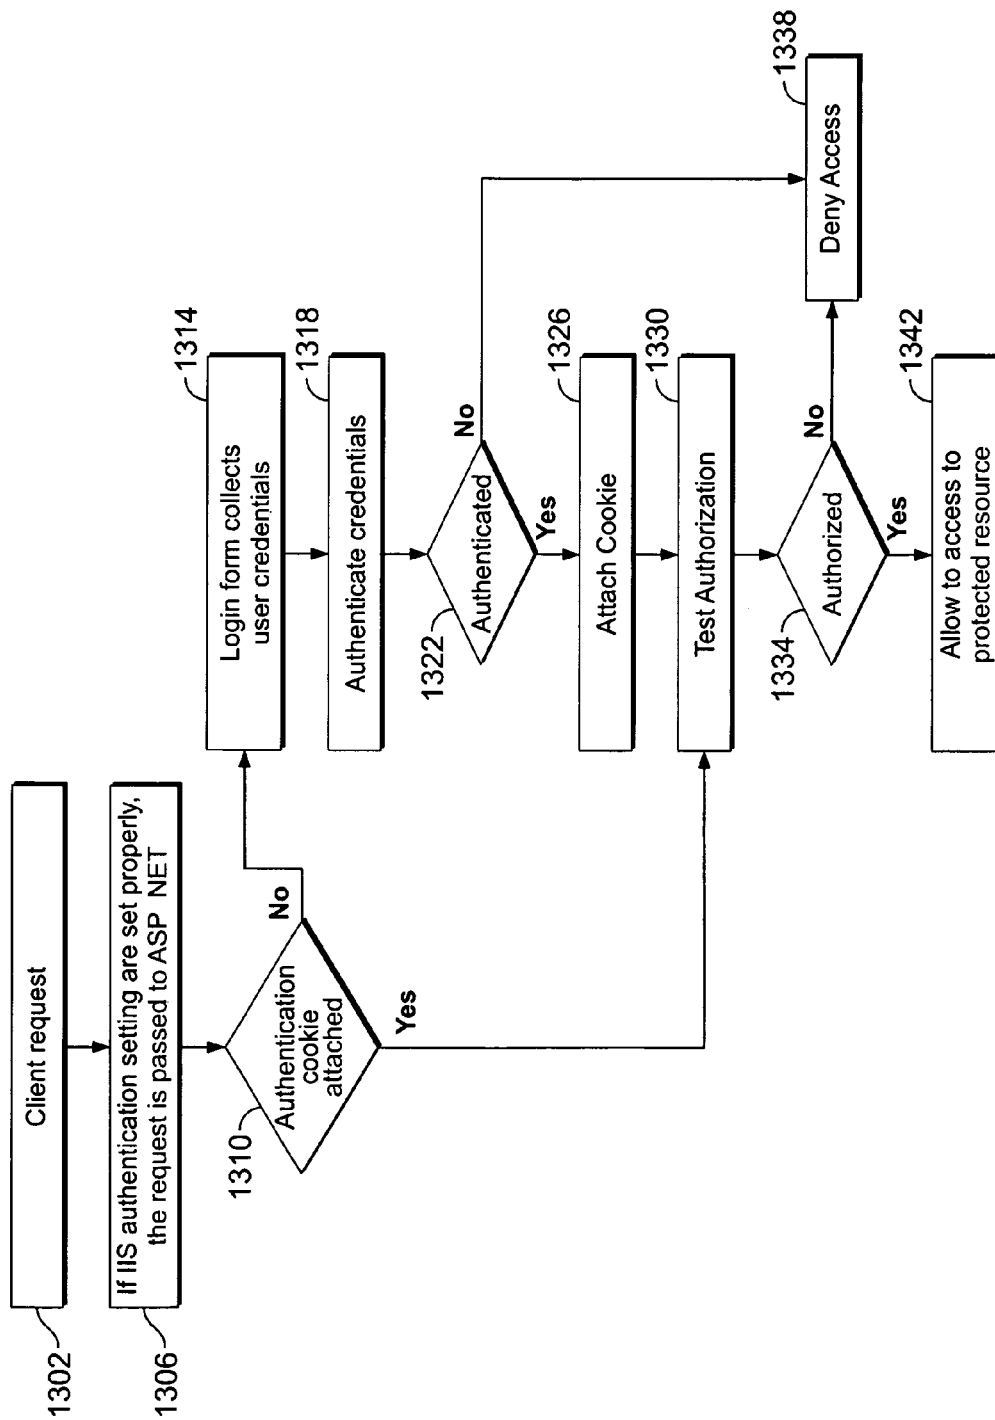 1302
Client request
1306
If IIS authentication setting are set properly,
the request is passed to ASP NET
1310
Authentication
cookie
attached
No
Yes
1314
Login form collects
user credentials
1318
Authenticate credentials
1322
Authenticated
No
Yes
1326
Attach Cookie
1330
Test Authorization
1334
Authorized
No
Yes
1338
Deny Access
1342
Allow to access to
protected resource